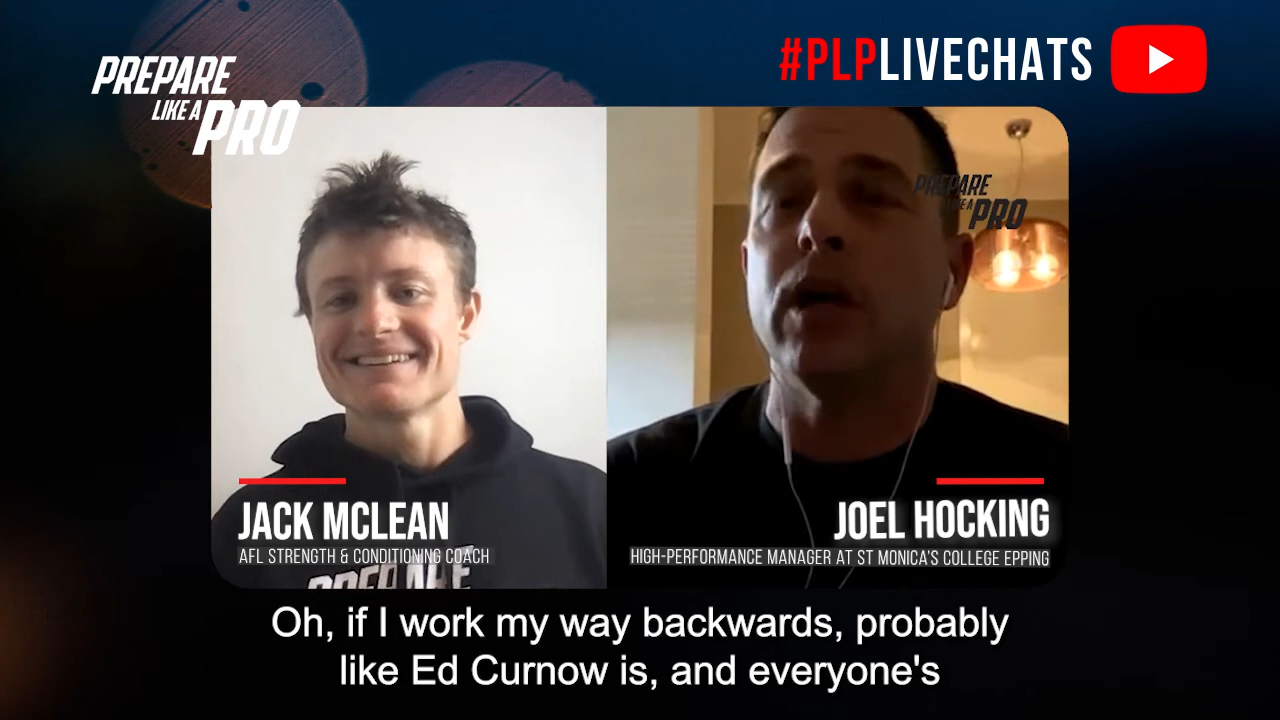 PREPARE
LIKE A
PRO
#PLPLIVECHATS
PREPARE
LIKE A
PRO
JACK MCLEAN
AFL STRENGTH & CONDITIONING COACH
PREPARE
JOEL HOCKING
HIGH-PERFORMANCE MANAGER AT ST MONICA'S COLLEGE EPPING
Oh, if I work my way backwards, probably
like Ed Curnow is, and everyone's